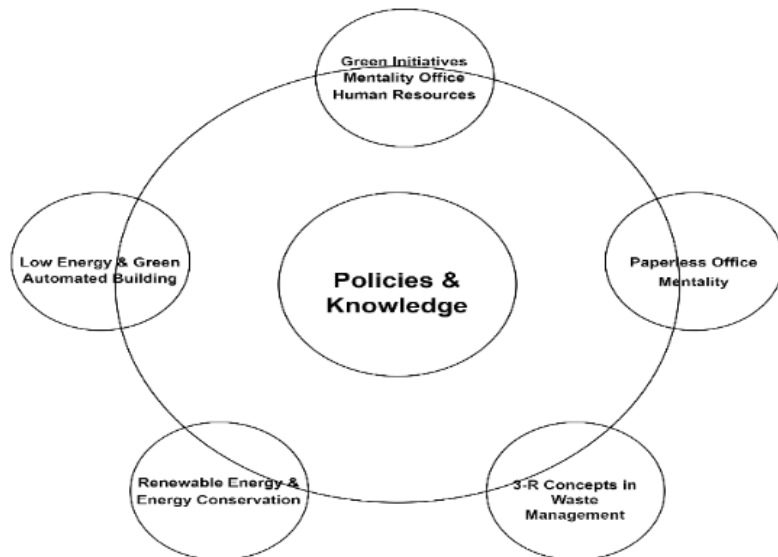 Green Initiatives
Mentality Office
Human Resources
Low Energy & Green
Automated Building
Policies &
Knowledge
Paperless Office
Mentality
Renewable Energy &
Energy Conservation
3-R Concepts in
Waste
Management